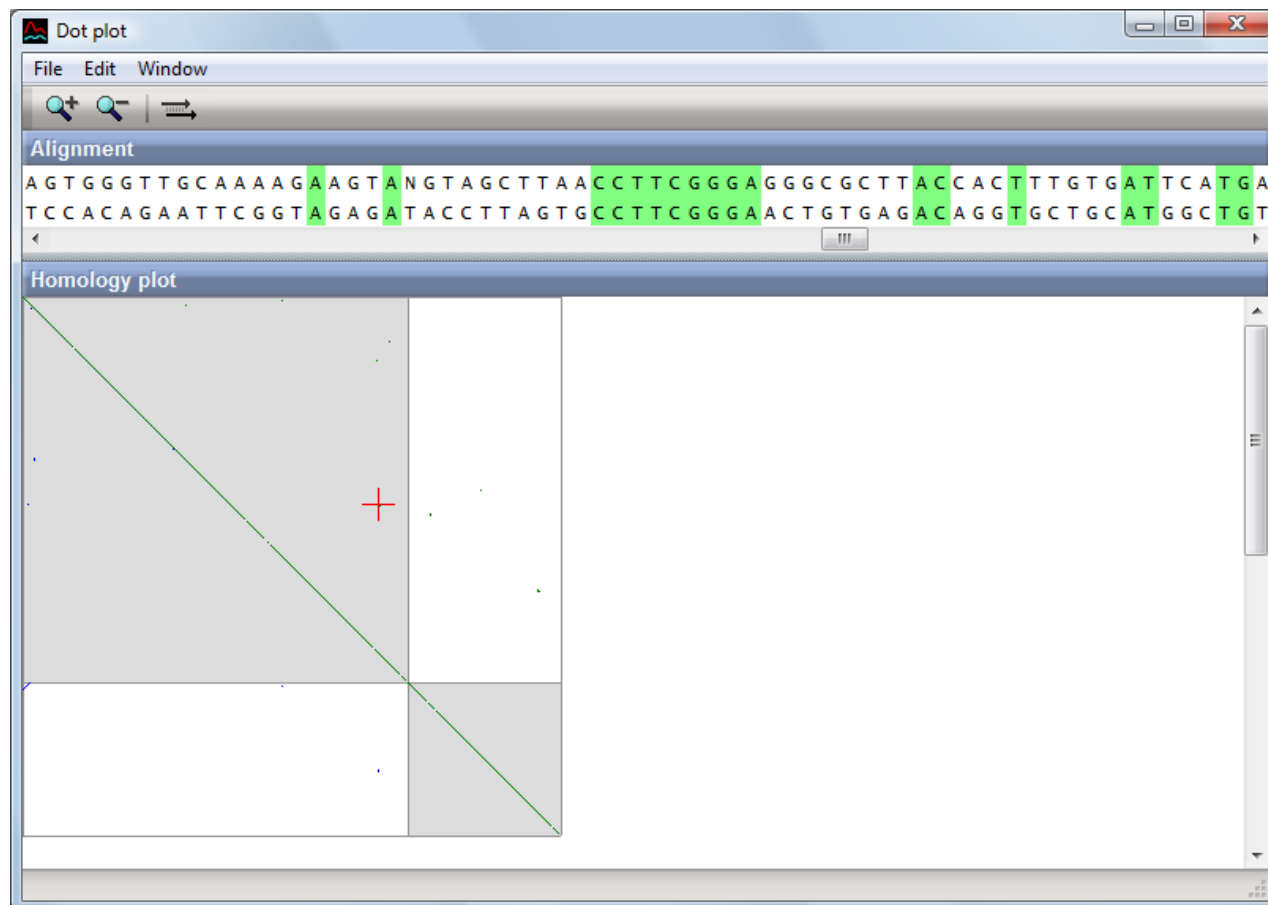 Dot plot
File Edit Window
Alignment
A G T G G G T T G C A A A A G A A G T A N G T A G C T T A A C C T T C G G G A G G G C G C T T A C C A C T T T G T G A T T C A T G A
T C C A C A G A A T T C G G T A G A G A T A C C T T A G T G C C T T C G G G A A C T G T G A G A C A G G T G C T G C A T G G C T G T
Homology plot